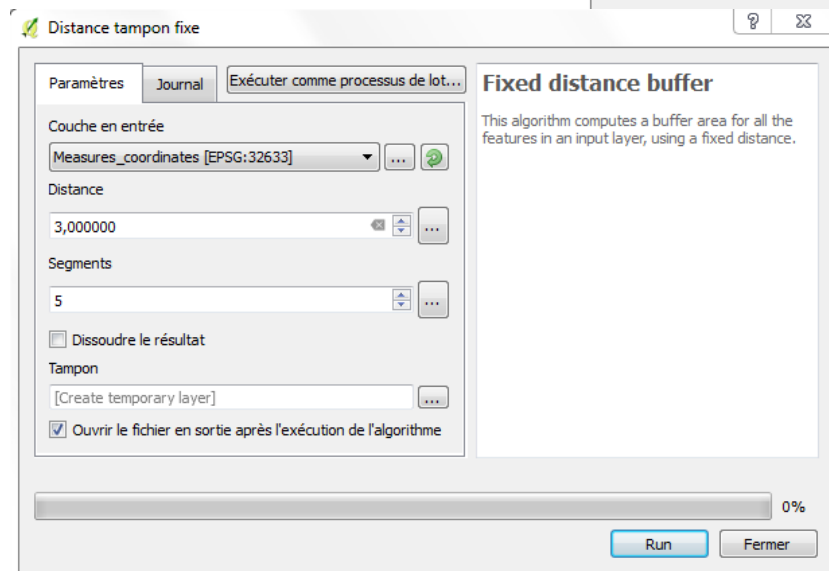 Distance tampon fixe
Paramètres
Journal
Exécuter comme processus de lot...
Couche en entrée
Measures_coordinates [EPSG:32633]
...
Distance
3,000000
...
Segments
5
...
Dissoudre le résultat
Tampon
[Create temporary layer]
...
Ouvrir le fichier en sortie après l'exécution de l'algorithme
Fixed distance buffer
This algorithm computes a buffer area for all the
features in an input layer, using a fixed distance.
0%
Run
Fermer